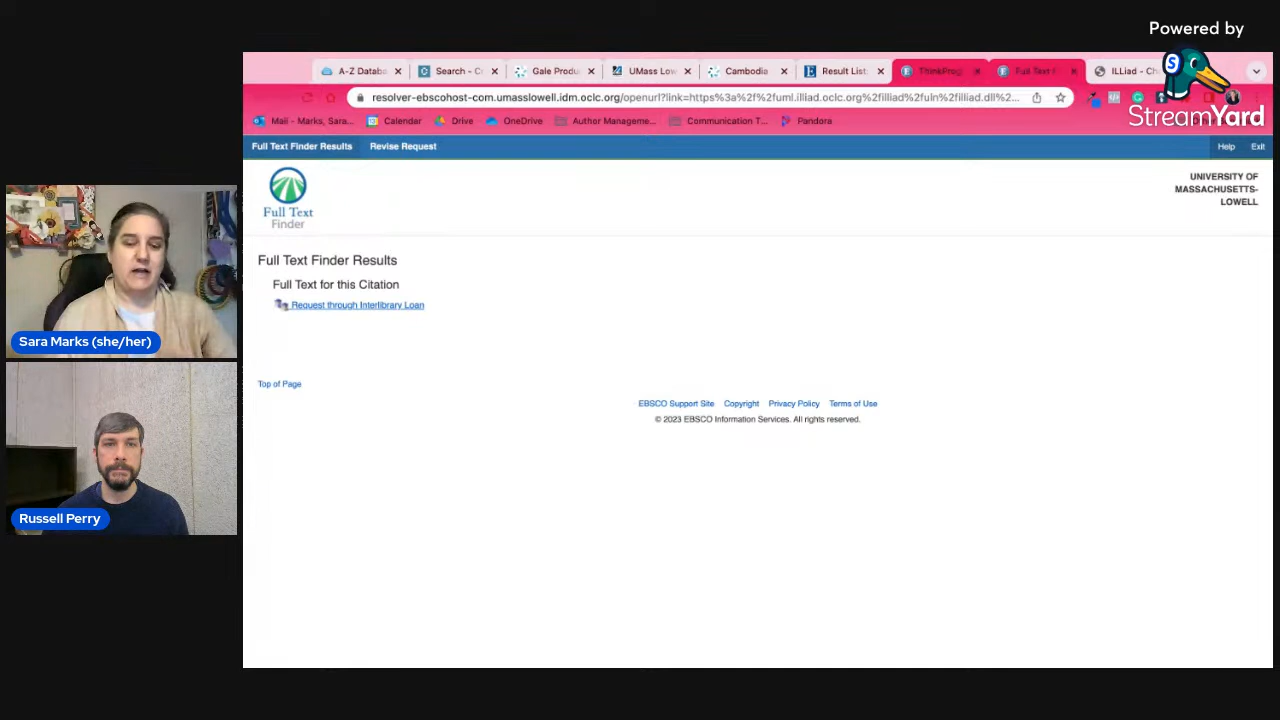 Powered by
StreamYard
A-Z Databa
Search - C
Gale Produ
UMass Low
Cambodia
Result List
ThinkProg
Full Text F
ILLiad - Ch
resolver-ebscohost-com.umasslowell.idm.oclc.org/openurl?link=https%3a%2f%2fuml.illiad.oclc.org%2filliad%2fuln%2filliad.dll%2...
Mail - Marks, Sara...
Calendar
Drive
OneDrive
Author Manageme...
Communication T...
Pandora
Full Text Finder Results
Revise Request
Help
Exit
Full Text
Finder
UNIVERSITY OF
MASSACHUSETTS-
LOWELL
Full Text Finder Results
Full Text for this Citation
Request through Interlibrary Loan
Top of Page
EBSCO Support Site
Copyright
Privacy Policy
Terms of Use
© 2023 EBSCO Information Services. All rights reserved.
Sara Marks (she/her)
Russell Perry